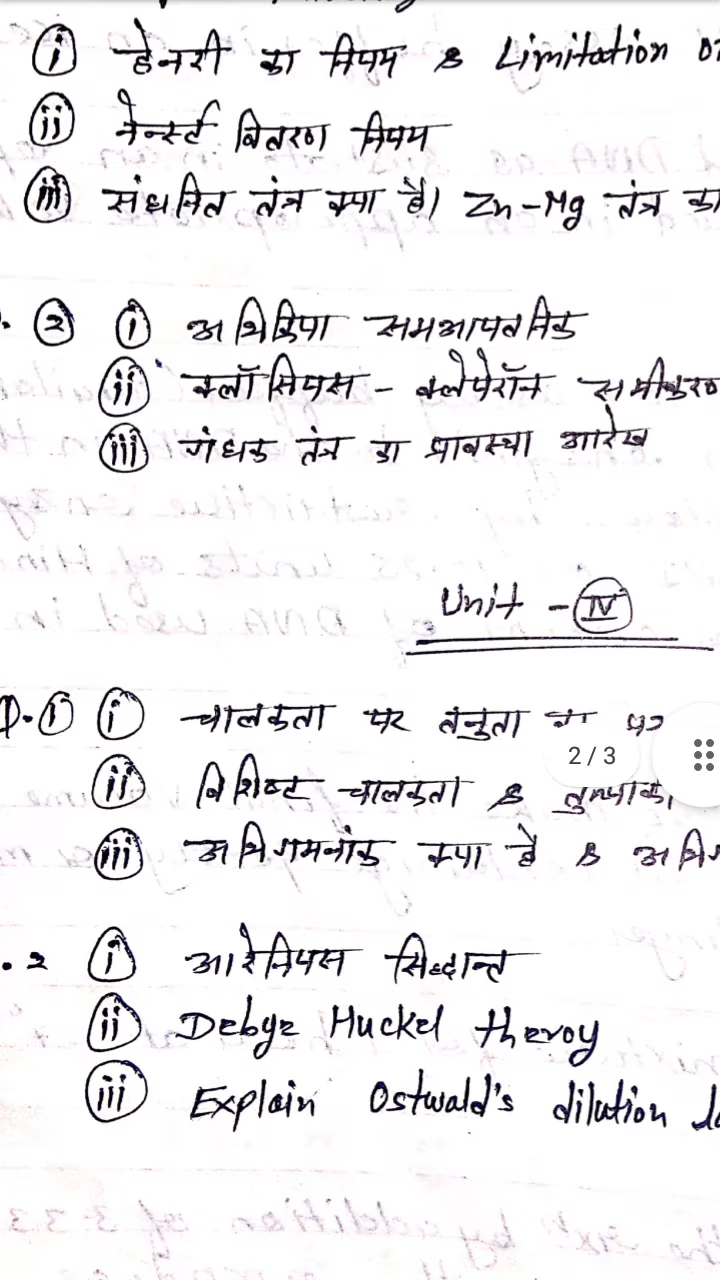 (i) हेनरी का नियम & Limitation
(ii) नेर्न्स्ट वितरण नियम
(iii) संघनित तंत्र क्या है। Zn-Mg तंत्र का
. (2) (i) अभिक्रिया समआयतनिक
(ii) क्लॉसियस - क्लेपेरॉन समीकरण
(iii) गंधक तंत्र का प्रावस्था आरेख
Unit - (IV)
Q.(1) (i) चालकता पर तनुता का
2/3
(ii) विशिष्ट चालकता &
(iii) अभिगमनांक क्या है &
.2 (i) आरेनियस सिद्धान्त
(ii) Debye Huckel theroy
(iii) Explain Ostwald's dilution